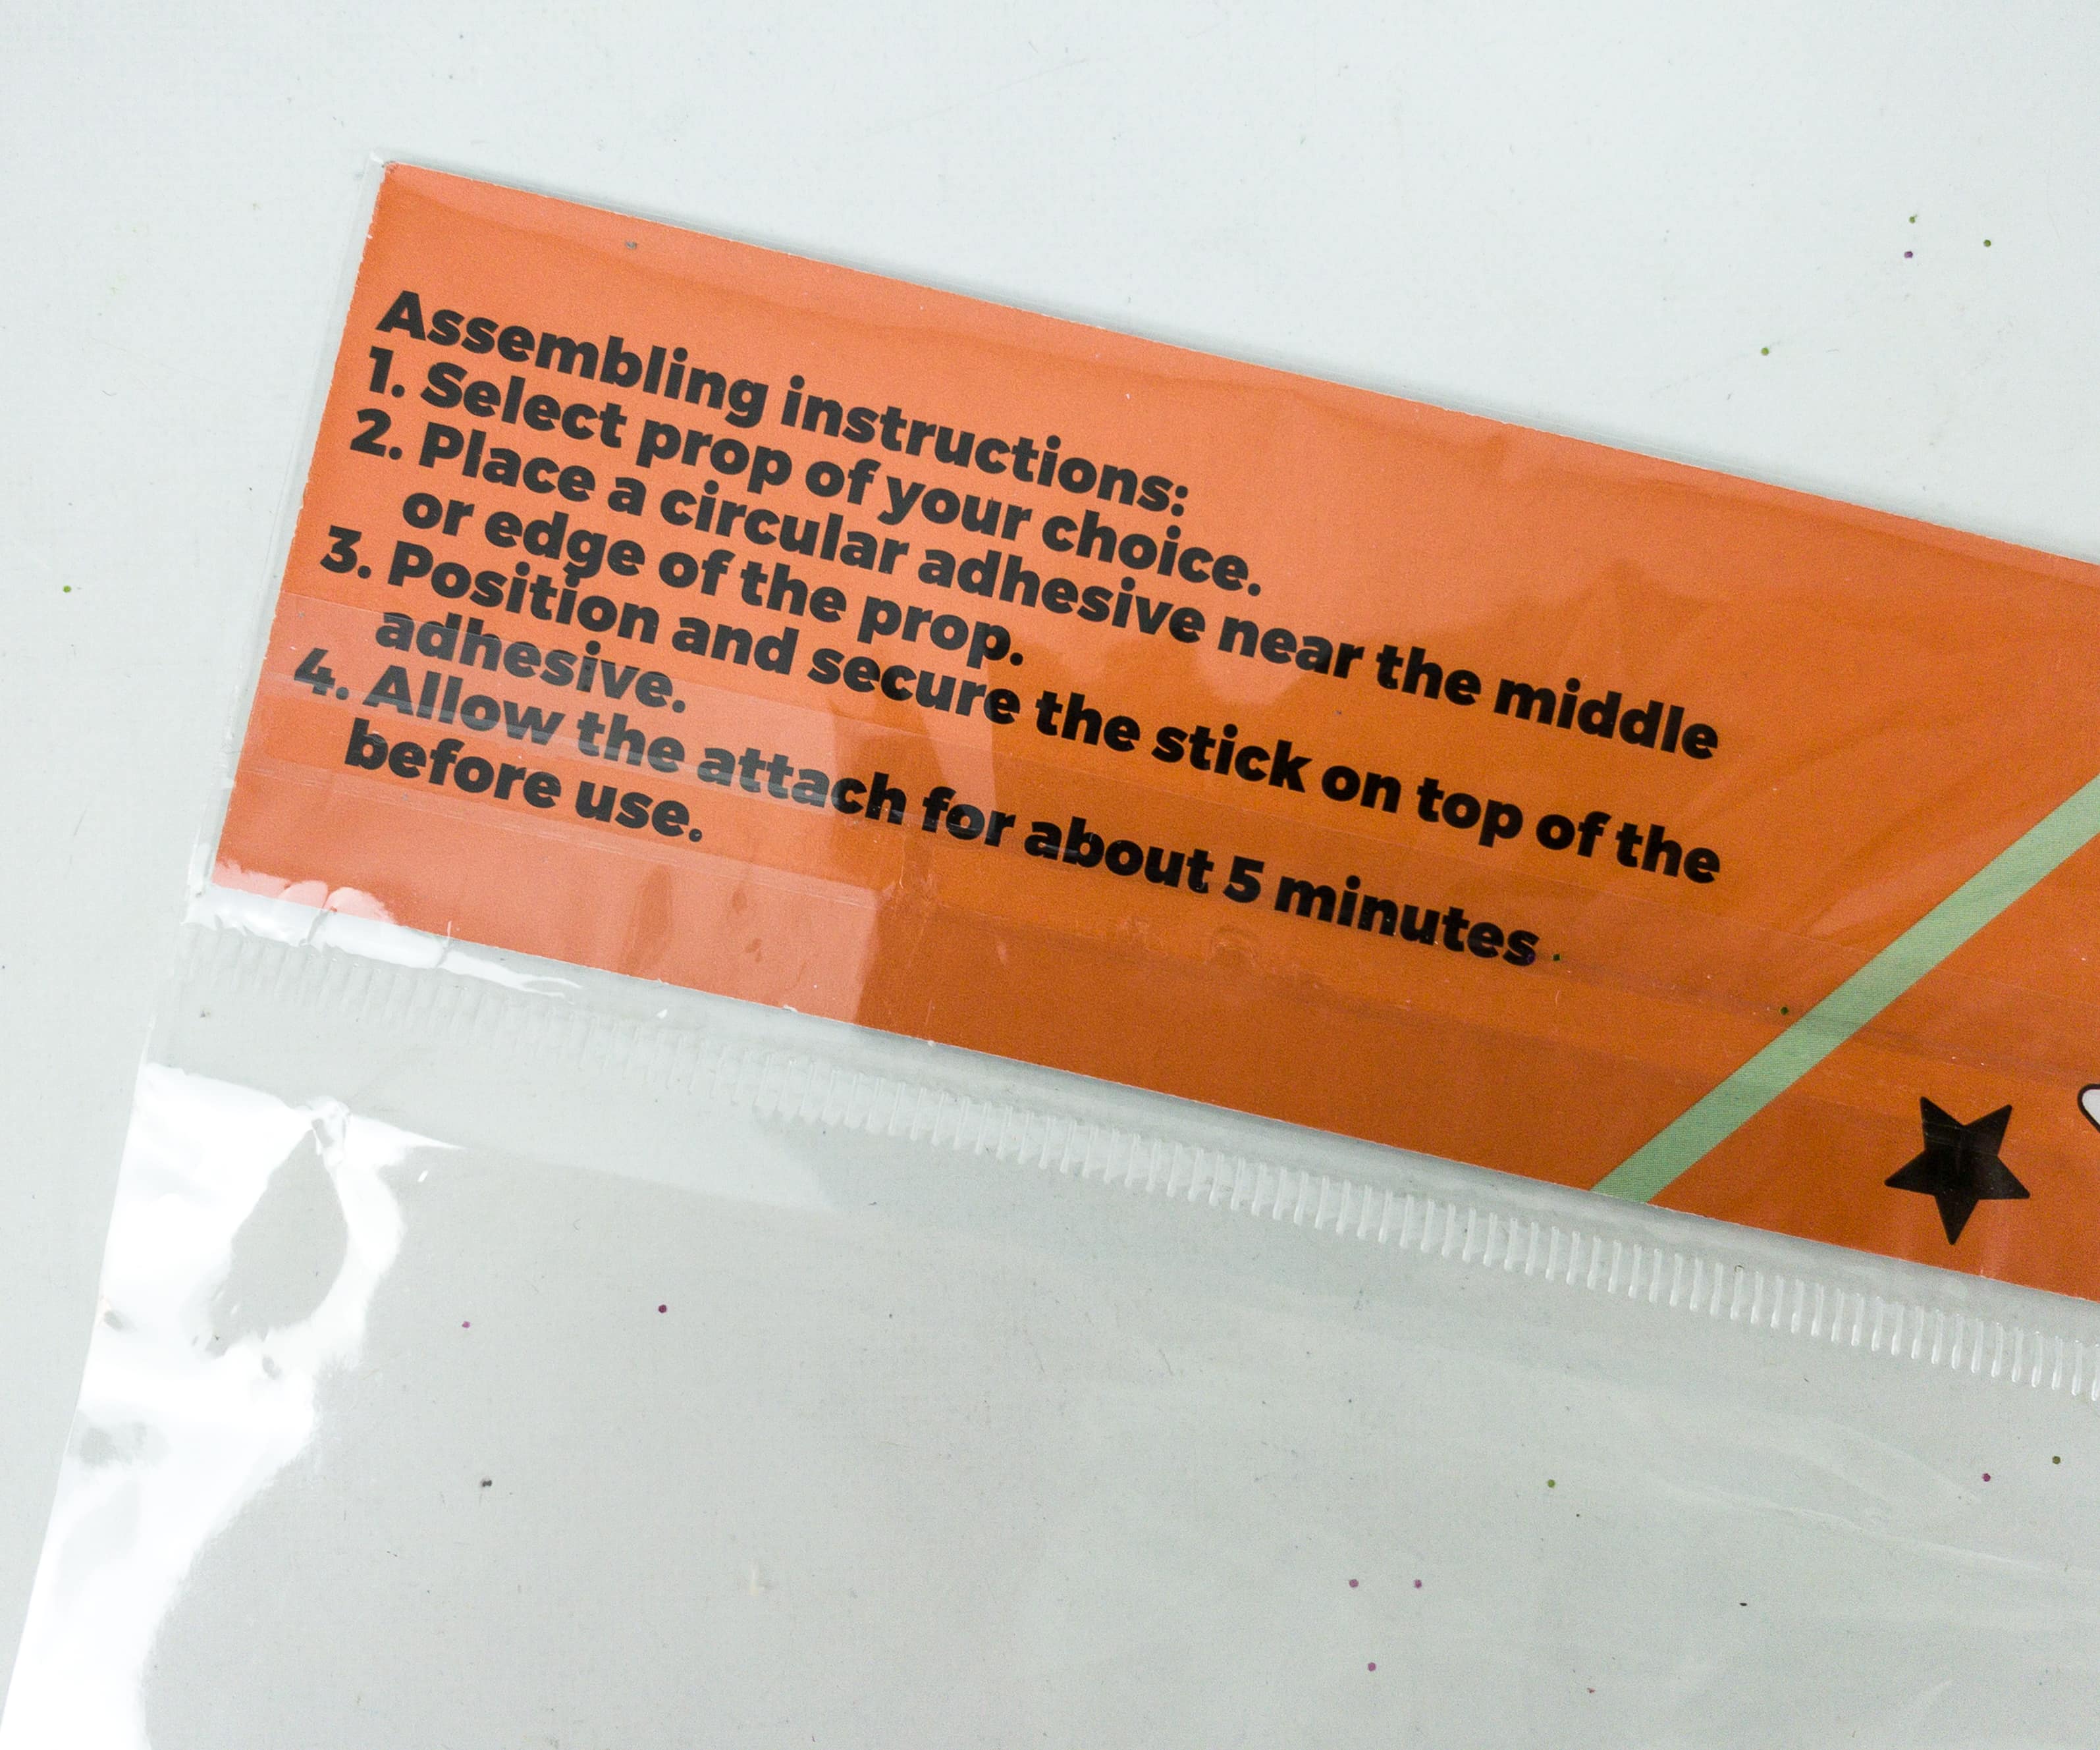 Assembling instructions:
1. Select prop of your choice.
2. Place a circular adhesive near the middle
or edge of the prop.
3. Position and secure the stick on top of the
adhesive.
4. Allow the attach for about 5 minutes
before use.